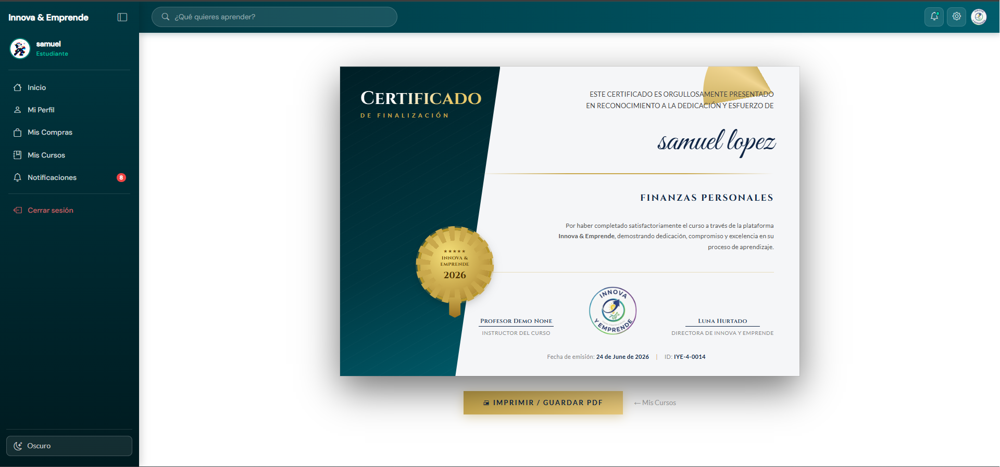 Innova & Emprende
¿Qué quieres aprender?
samuel
Estudiante
Inicio
Mi Perfil
Mis Compras
Mis Cursos
Notificaciones 8
Cerrar sesión
Oscuro
CERTIFICADO
DE FINALIZACIÓN
ESTE CERTIFICADO ES ORGULLOSAMENTE PRESENTADO
EN RECONOCIMIENTO A LA DEDICACIÓN Y ESFUERZO DE
samuel lopez
FINANZAS PERSONALES
Por haber completado satisfactoriamente el curso a través de la plataforma
Innova & Emprende, demostrando dedicación, compromiso y excelencia en su
proceso de aprendizaje.
★★★★★
INNOVA &
EMPRENDE
2026
INNOVA
Y EMPRENDE
PROFESOR DEMO NONE
INSTRUCTOR DEL CURSO
LUNA HURTADO
DIRECTORA DE INNOVA Y EMPRENDE
Fecha de emisión: 24 de June de 2026 | ID: IYE-4-0014
IMPRIMIR / GUARDAR PDF
←Mis Cursos